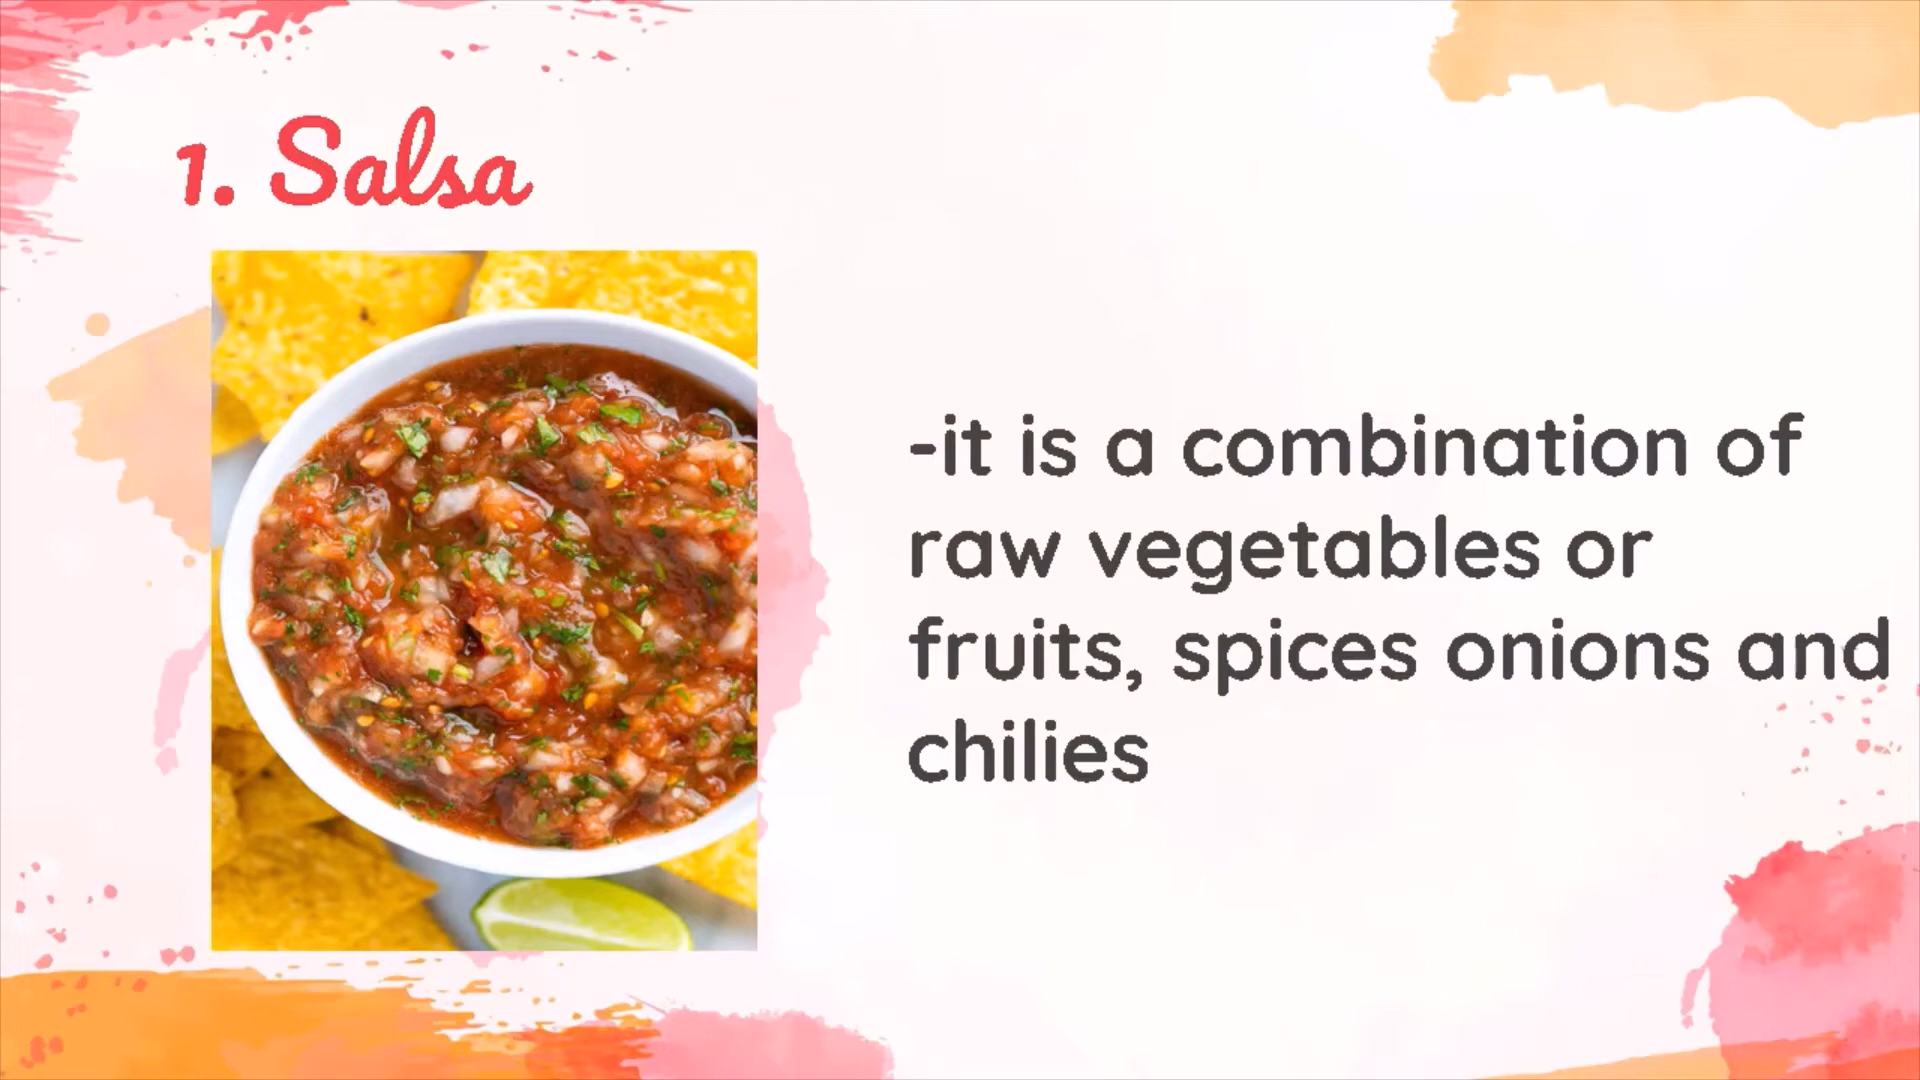 1. Salsa
-it is a combination of
raw vegetables or
fruits, spices onions and
chilies